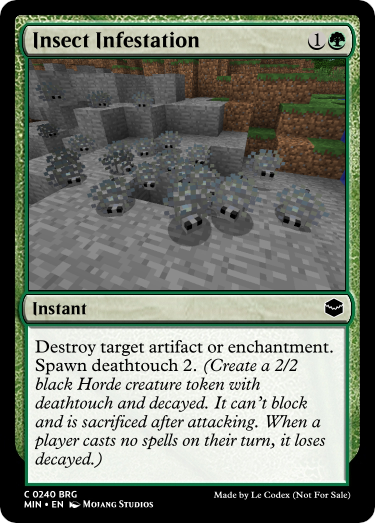 Insect Infestation 1
Instant
Destroy target artifact or enchantment.
Spawn deathtouch 2. (Create a 2/2
black Horde creature token with
deathtouch and decayed. It can't block
and is sacrificed after attacking. When a
player casts no spells on their turn, it loses
decayed.)
C 0240 BRG
MIN • EN Mojang Studios
Made by Le Codex (Not For Sale)